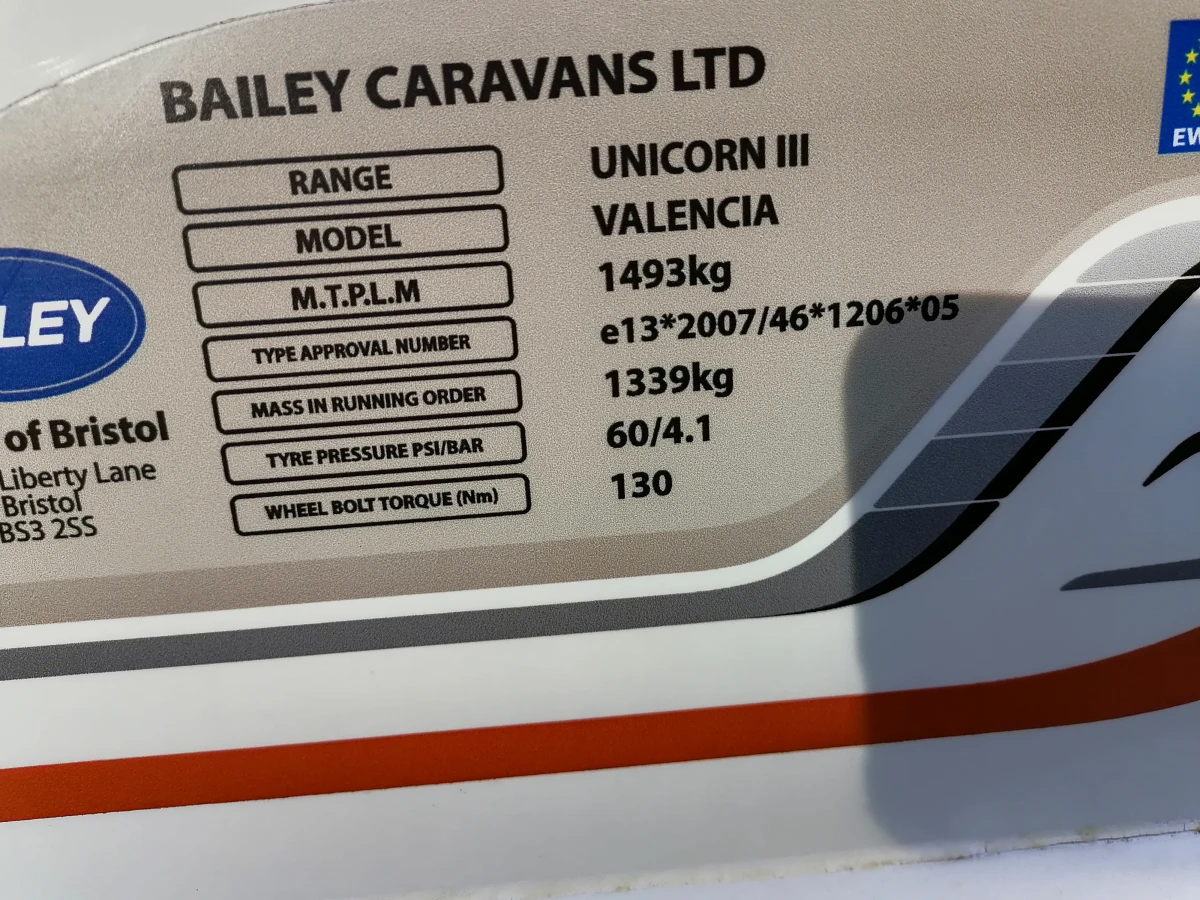 BAILEY CARAVANS LTD
RANGE UNICORN III
MODEL VALENCIA
M.T.P.L.M 1493kg
TYPE APPROVAL NUMBER e13*2007/46*1206*05
MASS IN RUNNING ORDER 1339kg
TYRE PRESSURE PSI/BAR 60/4.1
WHEEL BOLT TORQUE (Nm) 130
LEY
of Bristol
Liberty Lane
Bristol
BS3 2SS
EW